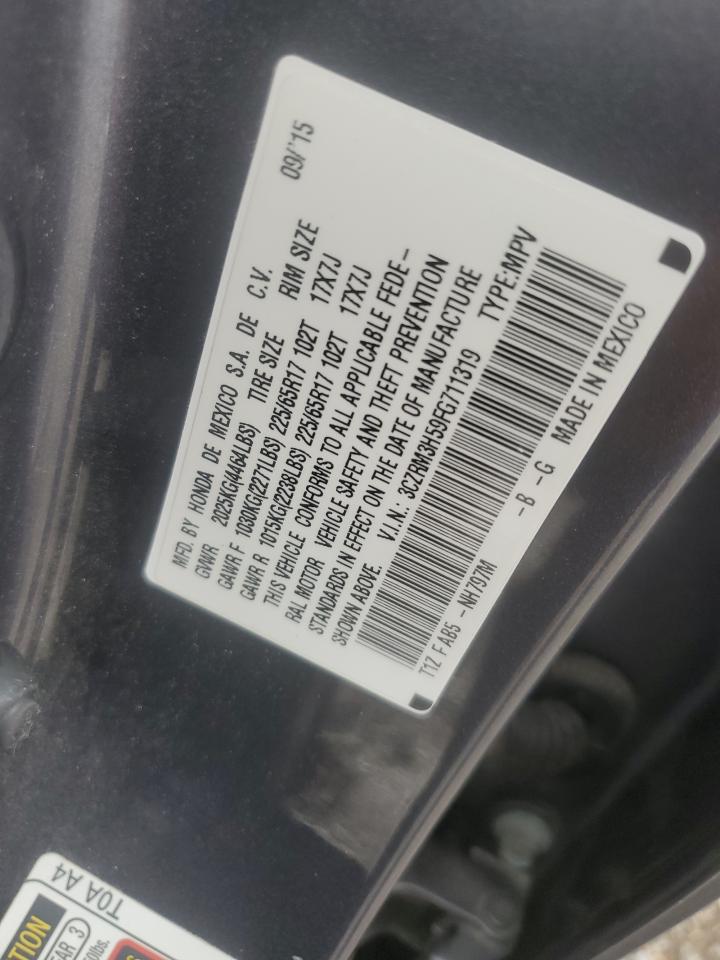 09/'15
MFD. BY HONDA DE MEXICO S.A. DE C.V.
GVWR 2025KG(4464LBS) TIRE SIZE RIM SIZE
GAWR F 1030KG(2271LBS) 225/65R17 102T 17X7J
GAWR R 1015KG(2238LBS) 225/65R17 102T 17X7J
THIS VEHICLE CONFORMS TO ALL APPLICABLE FEDE-
RAL MOTOR VEHICLE SAFETY AND THEFT PREVENTION
STANDARDS IN EFFECT ON THE DATE OF MANUFACTURE
SHOWN ABOVE. V.I.N.: 3CZRM3H59FG711319 TYPE:MPV
T1Z FAB5 -NH797M -B -G MADE IN MEXICO
T0A A4
EAR 3